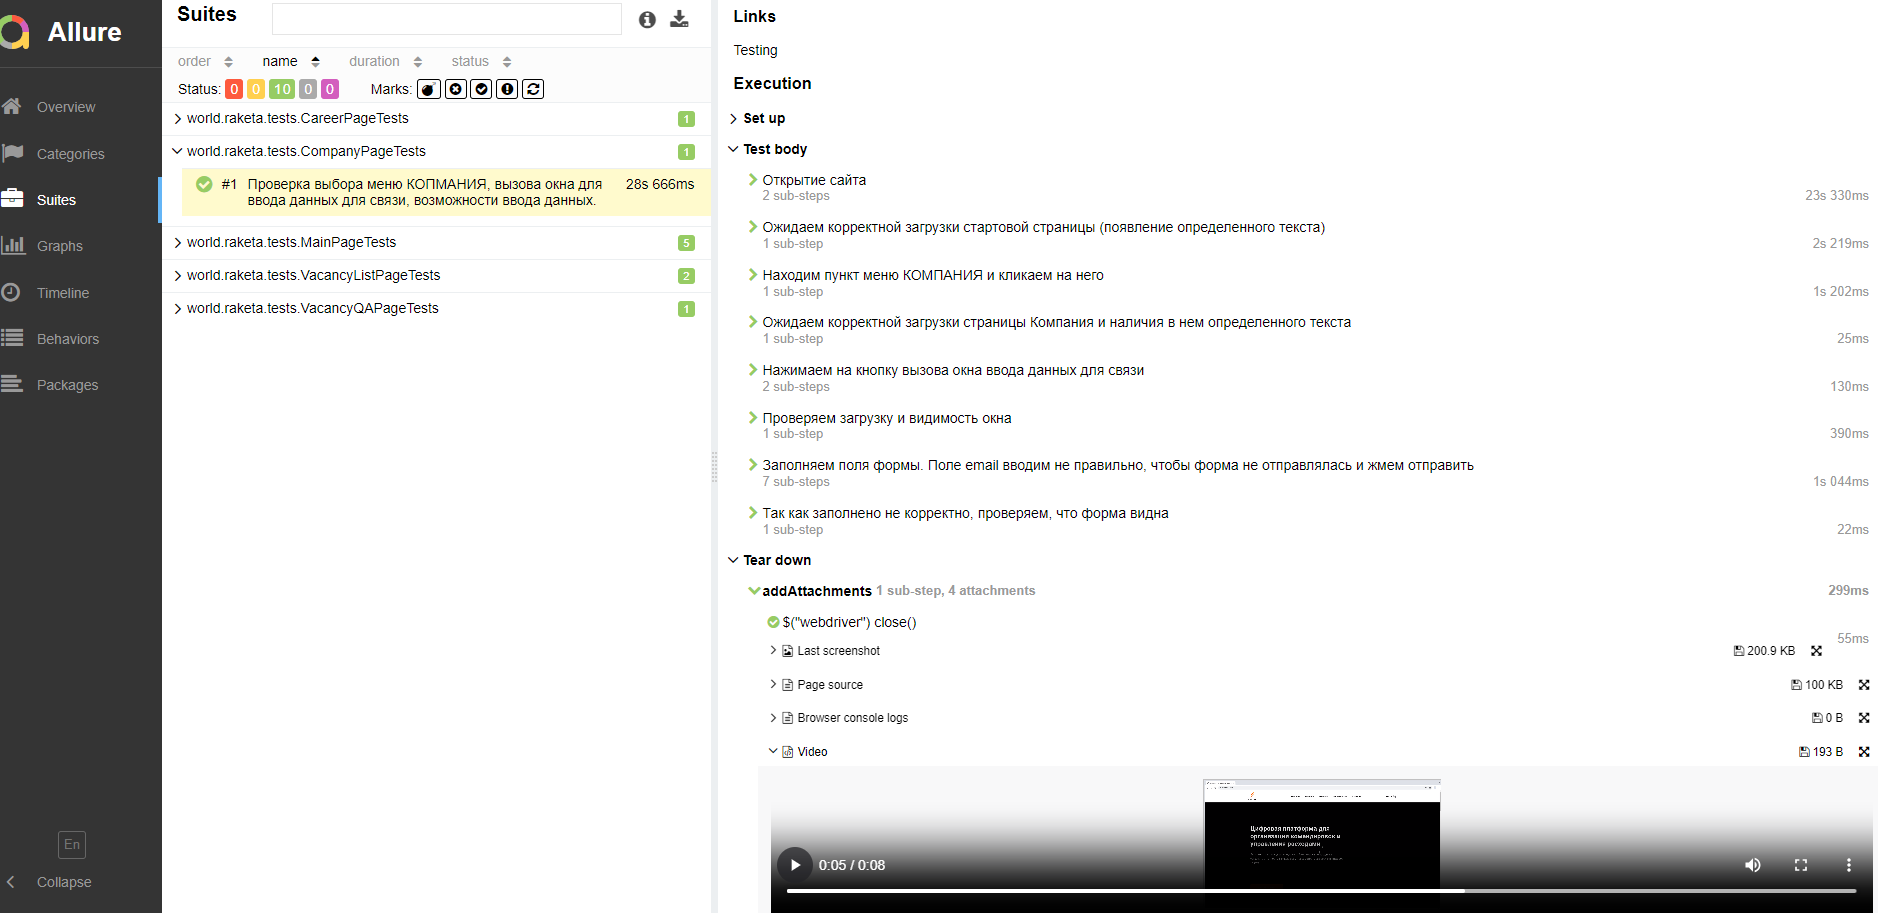 Allure
Overview
Categories
Suites
Graphs
Timeline
Behaviors
Packages
En
Collapse
Suites
order name duration status
Status: 0 0 10 0 0 Marks:
world.raketa.tests.CareerPageTests 1
world.raketa.tests.CompanyPageTests 1
#1 Проверка выбора меню КОПМАНИЯ, вызова окна для 28s 666ms
ввода данных для связи, возможности ввода данных.
world.raketa.tests.MainPageTests 5
world.raketa.tests.VacancyListPageTests 2
world.raketa.tests.VacancyQAPageTests 1
Links
Testing
Execution
Set up
Test body
Открытие сайта
2 sub-steps 23s 330ms
Ожидаем корректной загрузки стартовой страницы (появление определенного текста)
1 sub-step 2s 219ms
Находим пункт меню КОМПАНИЯ и кликаем на него
1 sub-step 1s 202ms
Ожидаем корректной загрузки страницы Компания и наличия в нем определенного текста
1 sub-step 25ms
Нажимаем на кнопку вызова окна ввода данных для связи
2 sub-steps 130ms
Проверяем загрузку и видимость окна
1 sub-step 390ms
Заполняем поля формы. Поле email вводим не правильно, чтобы форма не отправлялась и жмем отправить
7 sub-steps 1s 044ms
Так как заполнено не корректно, проверяем, что форма видна
1 sub-step 22ms
Tear down
addAttachments 1 sub-step, 4 attachments 299ms
$("webdriver") close()
55ms
Last screenshot 200.9 KB
Page source 100 KB
Browser console logs 0 B
Video 193 B
Цифровая платформа для
организации командировок и
управления расходами
0:05 / 0:08